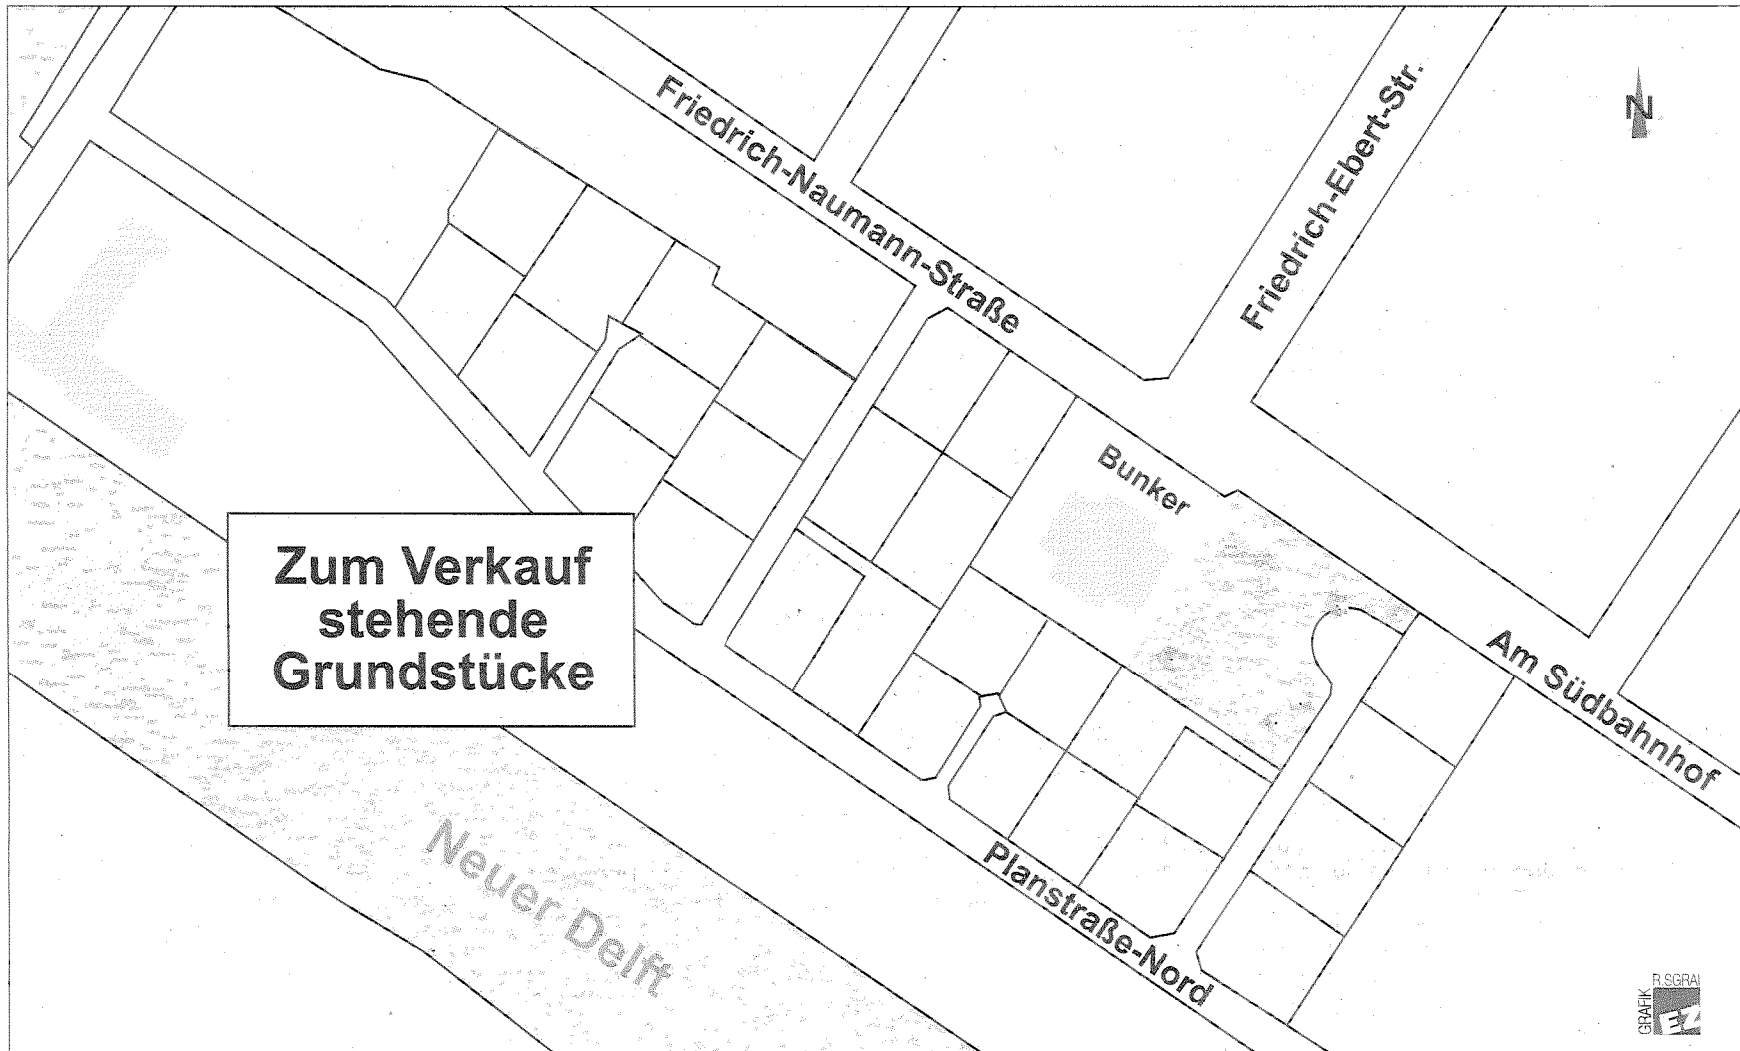 Friedrich-Naumann-Straße
Friedrich-Ebert-Str.
N
Bunker
Zum Verkauf
stehende
Grundstücke
Am Südbahnhof
Neuer Delft
Planstraße-Nord
GRAFIK
R.SGRA
EZ